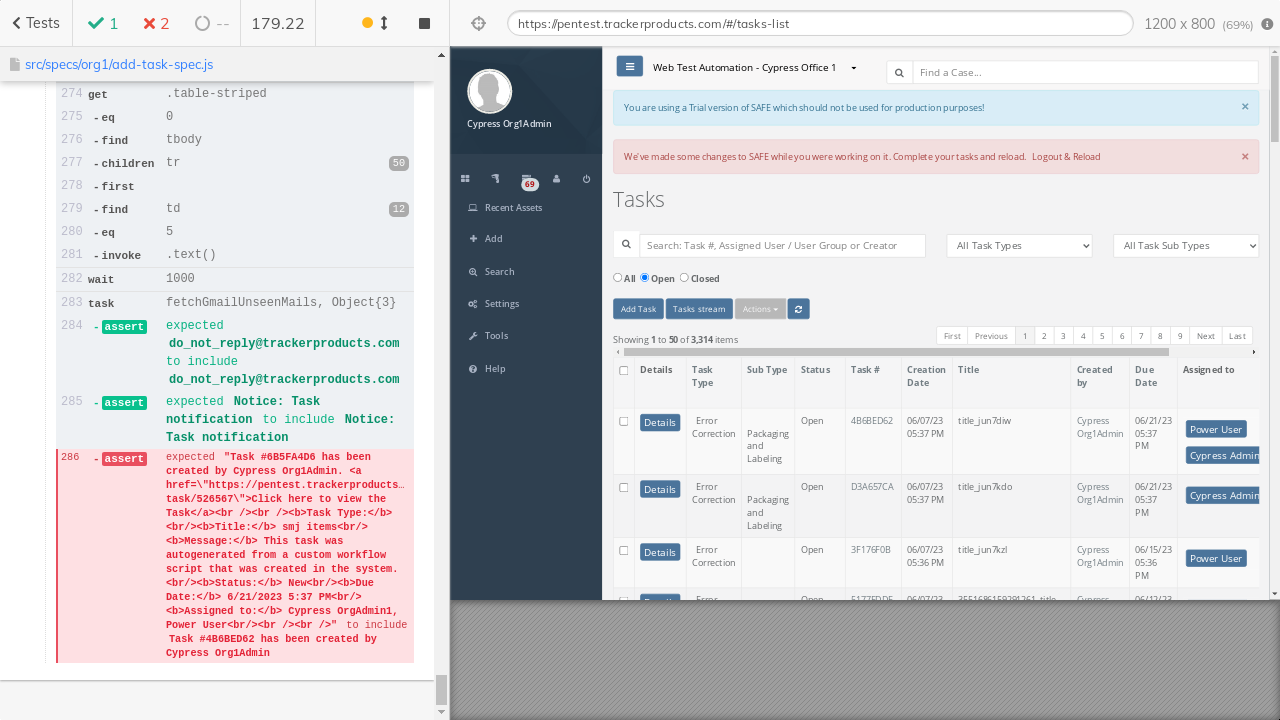 Tests
1
2
--
179.22
https://pentest.trackerproducts.com/#/tasks-list
1200 x 800 (69%)
src/specs/org1/add-task-spec.js
274 get .table-striped
275 - eq 0
276 - find tbody
277 - children tr 50
278 - first
279 - find td 12
280 - eq 5
281 - invoke .text()
282 wait 1000
283 task fetchGmailUnseenMails, Object{3}
284 - assert expected
do_not_reply@trackerproducts.com
to include
do_not_reply@trackerproducts.com
285 - assert expected Notice: Task
notification to include Notice:
Task notification
286 - assert expected "Task #6B5FA4D6 has been
created by Cypress Org1Admin. <a
href=\"https://pentest.trackerproducts…
task/526567\">Click here to view the
Task</a><br /><br /><b>Task Type:</b>
<br/><b>Title:</b> smj items<br/>
<b>Message:</b> This task was
autogenerated from a custom workflow
script that was created in the system.
<br/><b>Status:</b> New<br/><b>Due
Date:</b> 6/21/2023 5:37 PM<br/>
<b>Assigned to:</b> Cypress OrgAdmin1,
Power User<br/><br /><br />" to include
Task #4B6BED62 has been created by
Cypress Org1Admin
Cypress Org1Admin
69
Recent Assets
Add
Search
Settings
Tools
Help
Web Test Automation - Cypress Office 1
Find a Case...
You are using a Trial version of SAFE which should not be used for production purposes! ×
We've made some changes to SAFE while you were working on it. Complete your tasks and reload. Logout & Reload ×
Tasks
Search: Task #, Assigned User / User Group or Creator
All Task Types
All Task Sub Types
All Open Closed
Add Task Tasks stream Actions
Showing 1 to 50 of 3,314 items
First Previous 1 2 3 4 5 6 7 8 9 Next Last
Details Task Type Sub Type Status Task # Creation Date Title Created by Due Date Assigned to
Details Error Correction Packaging and Labeling Open 4B6BED62 06/07/23 05:37 PM title_jun7diw Cypress Org1Admin 06/21/23 05:37 PM Power User Cypress Admin
Details Error Correction Packaging and Labeling Open D3A657CA 06/07/23 05:37 PM title_jun7kdo Cypress Org1Admin 06/21/23 05:37 PM Cypress Admin
Details Error Correction Open 3F176F0B 06/07/23 05:36 PM title_jun7kzl Cypress Org1Admin 06/15/23 05:36 PM Power User